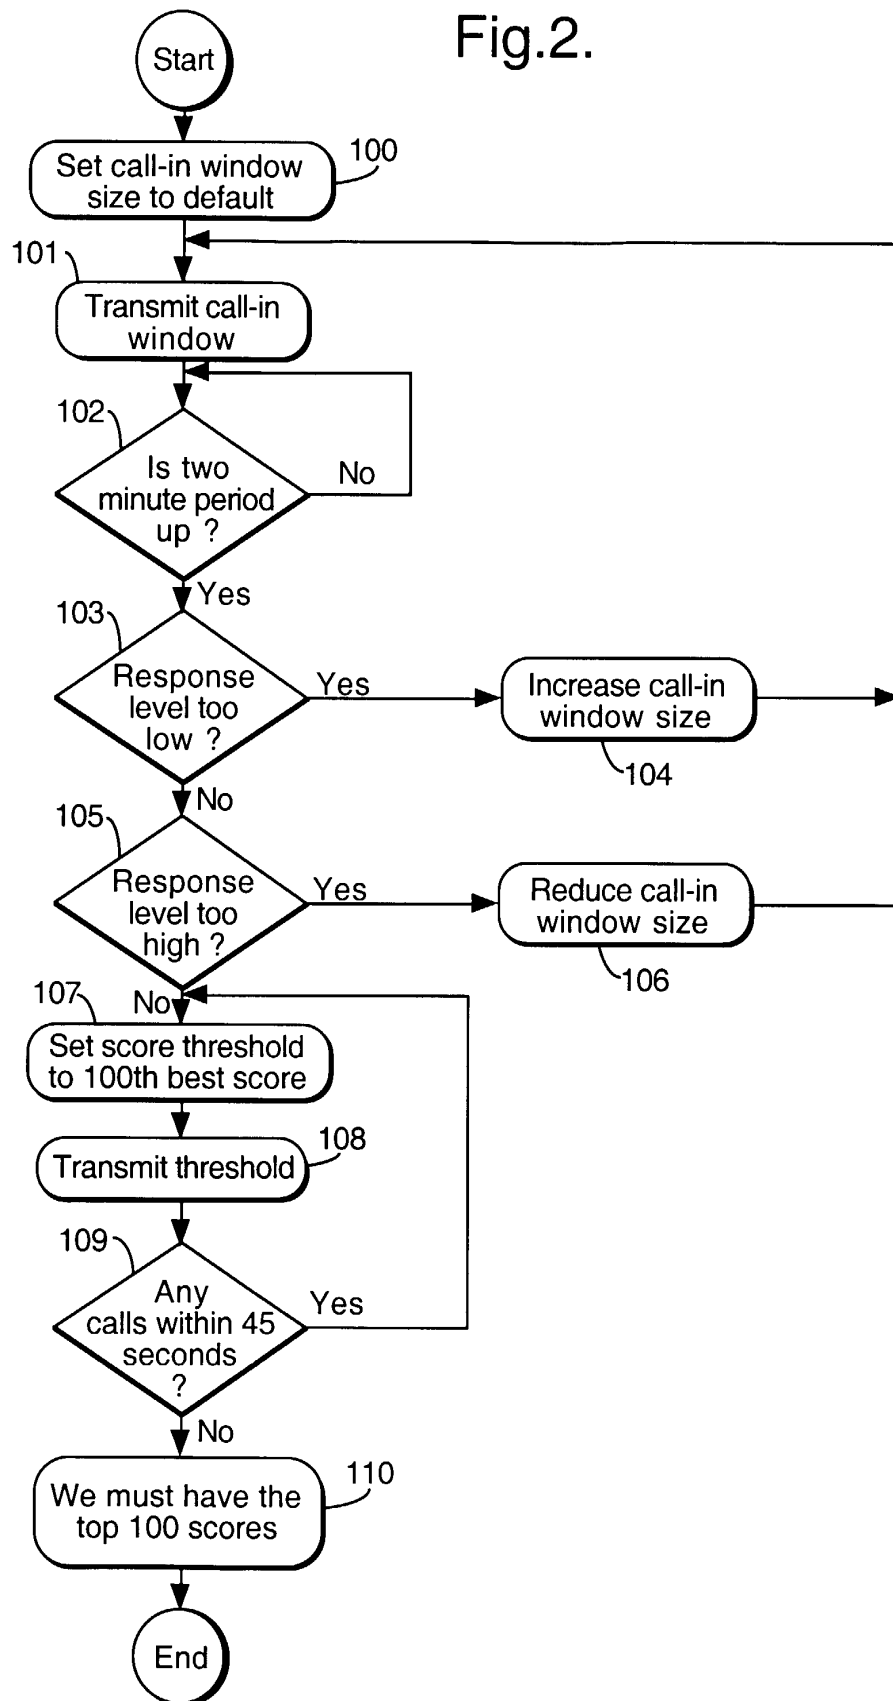 Fig.2.
Start
100
Set call-in window
size to default
101
Transmit call-in
window
102
Is two
minute period
up ?
No
Yes
103
Response
level too
low ?
Yes
Increase call-in
window size
104
No
105
Response
level too
high ?
Yes
Reduce call-in
window size
106
107
No
Set score threshold
to 100th best score
108
Transmit threshold
109
Any
calls within 45
seconds
?
Yes
No
110
We must have the
top 100 scores
End